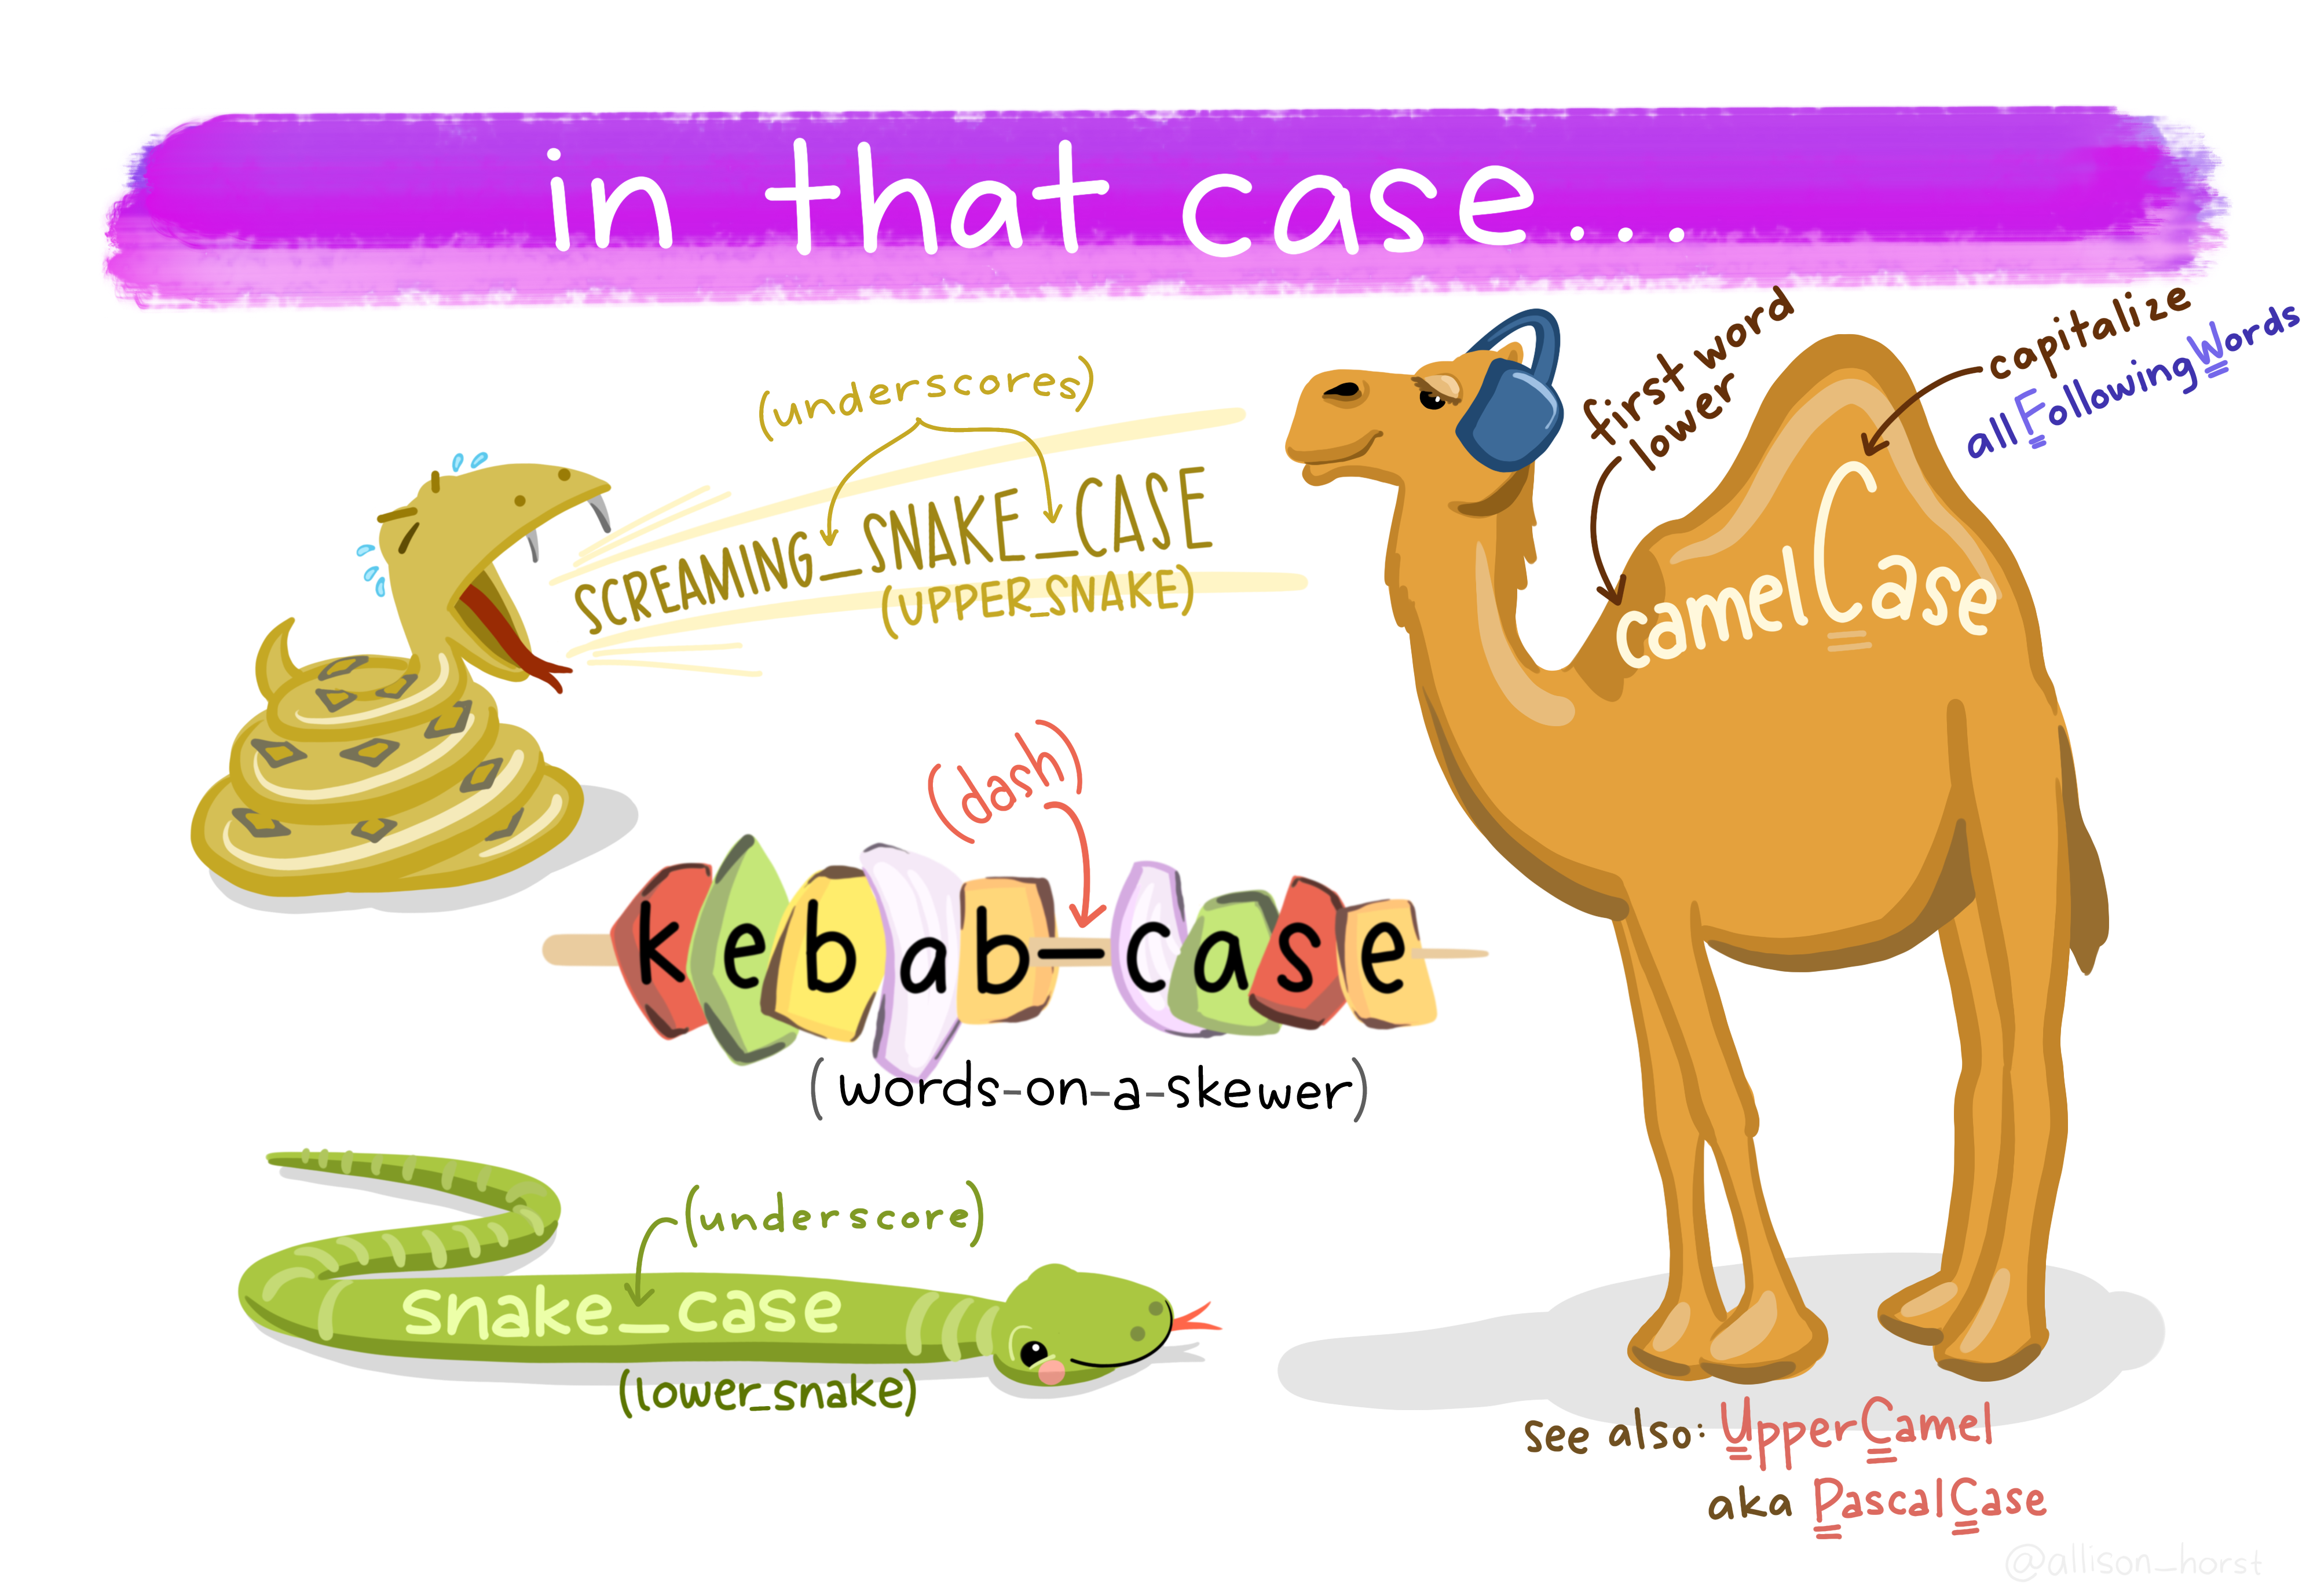 in that case...
(underscores)
SCREAMING_SNAKE_CASE
(UPPER_SNAKE)
first word
lower
capitalize
allFollowingWords
camelCase
(dash)
kebab-case
(words-on-a-skewer)
(underscore)
snake_case
(lower_snake)
see also: UpperCamel
aka PascalCase
@allison_horst